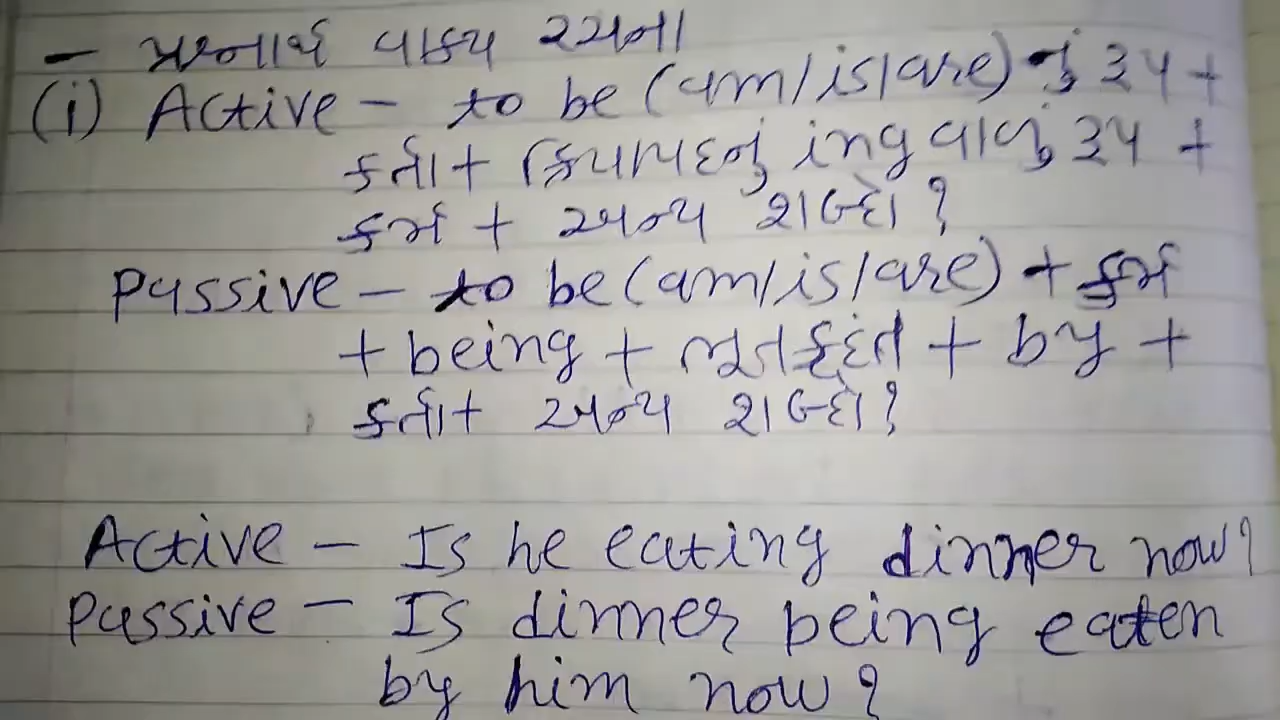 - પ્રશ્નાર્થ વાક્ય રચના
(i) Active - to be (am/is/are) નું રૂપ +
કર્તા + ક્રિયાપદનું ing વાળું રૂપ +
કર્મ + અન્ય શબ્દો?
Passive - to be (am/is/are) + કર્મ
+ being + ભૂતકૃદંત + by +
કર્તા + અન્ય શબ્દો?
Active - Is he eating dinner now?
Passive - Is dinner being eaten
by him now?